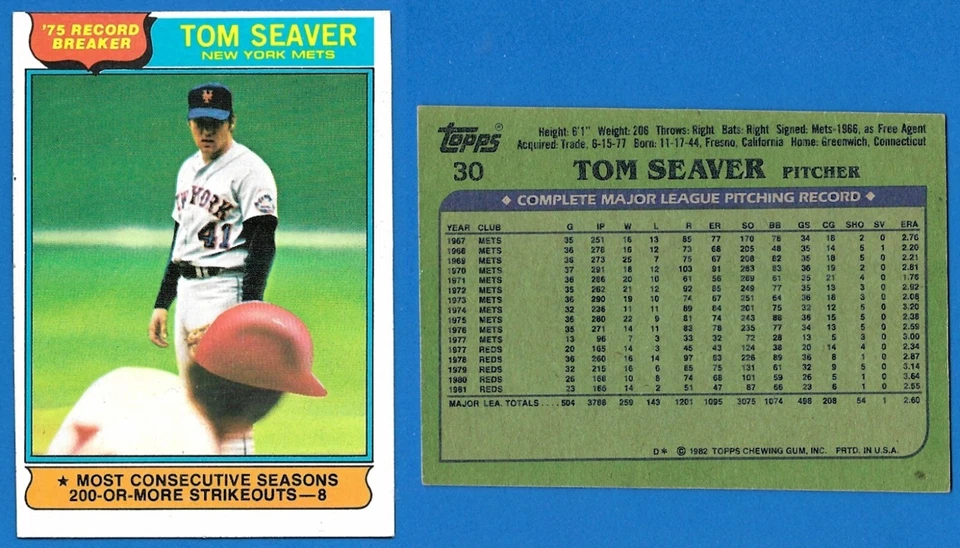 '75 RECORD
BREAKER
TOM SEAVER
NEW YORK METS
NEW YORK
41
★ MOST CONSECUTIVE SEASONS
200-OR-MORE STRIKEOUTS—8
topps®
Height: 6'1" Weight: 206 Throws: Right Bats: Right Signed: Mets-1966, as Free Agent
Acquired: Trade, 6-15-77 Born: 11-17-44, Fresno, California Home: Greenwich, Connecticut
30 TOM SEAVER PITCHER
◆ COMPLETE MAJOR LEAGUE PITCHING RECORD ◆
YEAR CLUB G IP W L R ER SO BB GS CG SHO SV ERA
1967 METS 35 251 16 13 85 77 170 78 34 18 2 0 2.76
1968 METS 36 278 16 12 73 68 205 48 35 14 5 1 2.20
1969 METS 36 273 25 7 75 67 208 82 35 18 5 0 2.21
1970 METS 37 291 18 12 103 91 283 83 36 19 2 0 2.81
1971 METS 36 286 20 10 61 56 289 61 35 21 4 0 1.76
1972 METS 35 262 21 12 92 85 249 77 35 13 3 0 2.92
1973 METS 36 290 19 10 74 67 251 64 36 18 3 0 2.08
1974 METS 32 236 11 11 89 84 201 75 32 12 5 0 3.20
1975 METS 36 280 22 9 81 74 243 88 36 15 5 0 2.38
1976 METS 35 271 14 11 83 78 235 77 34 13 5 0 2.59
1977 METS 13 96 7 3 33 32 72 28 13 5 3 0 3.00
1977 REDS 20 165 14 3 45 43 124 38 20 14 4 0 2.34
1978 REDS 36 260 16 14 97 83 226 89 36 8 1 0 2.87
1979 REDS 32 215 16 6 85 75 131 61 32 9 5 0 3.14
1980 REDS 26 168 10 8 74 68 101 59 26 5 1 0 3.64
1981 REDS 23 166 14 2 51 47 87 66 23 6 1 0 2.55
MAJOR LEA. TOTALS .... 504 3788 259 143 1201 1095 3075 1074 498 208 54 1 2.60
D* © 1982 TOPPS CHEWING GUM, INC. PRTD. IN U.S.A.